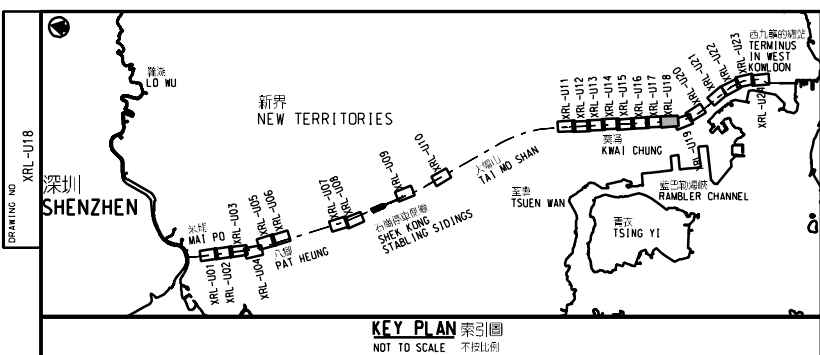 DRAWING NO
XRL-U18
羅湖
LO WU
新界
NEW TERRITORIES
深圳
SHENZHEN
米埔
MAI PO
XRL-U01
XRL-U02
XRL-U03
XRL-U04
XRL-U05
XRL-U06
八鄉
PAT HEUNG
XRL-U07
XRL-U08
石崗停車側線
SHEK KONG
STABLING SIDINGS
XRL-U09
XRL-U10
大帽山
TAI MO SHAN
XRL-U11
XRL-U12
XRL-U13
XRL-U14
XRL-U15
XRL-U16
XRL-U17
XRL-U18
葵涌
KWAI CHUNG
XRL-U19
XRL-U20
XRL-U21
XRL-U22
XRL-U23
XRL-U24
西九龍的總站
TERMINUS
IN WEST
KOWLOON
荃灣
TSUEN WAN
藍巴勒海峽
RAMBLER CHANNEL
青衣
TSING YI
KEY PLAN 索引圖
NOT TO SCALE 不按比例